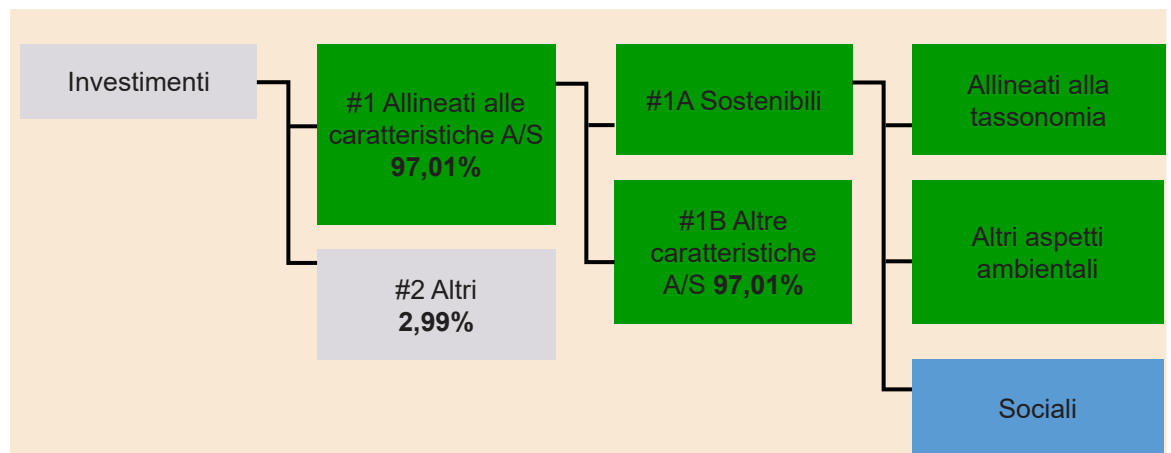 Investimenti
#1 Allineati alle
caratteristiche A/S
97,01%
#2 Altri
2,99%
#1A Sostenibili
#1B Altre
caratteristiche
A/S 97,01%
Allineati alla
tassonomia
Altri aspetti
ambientali
Sociali